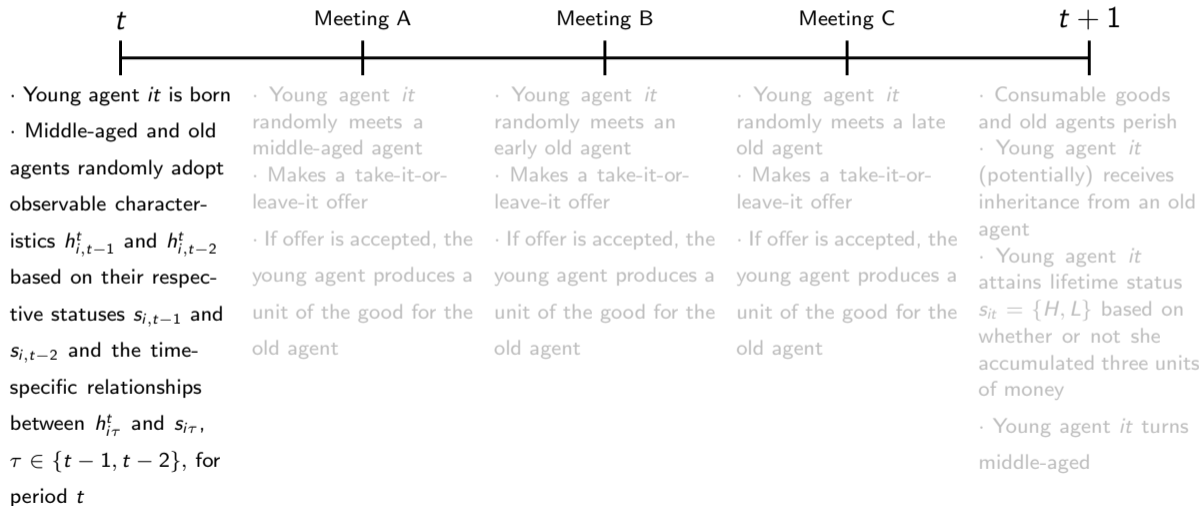 t
Meeting A
Meeting B
Meeting C
t + 1
· Young agent it is born
· Middle-aged and old
agents randomly adopt
observable character-
istics h^t_{i,t−1} and h^t_{i,t−2}
based on their respec-
tive statuses s_{i,t−1} and
s_{i,t−2} and the time-
specific relationships
between h^t_{iτ} and s_{iτ},
τ ∈ {t − 1, t − 2}, for
period t
· Young agent it
randomly meets a
middle-aged agent
· Makes a take-it-or-
leave-it offer
· If offer is accepted, the
young agent produces a
unit of the good for the
old agent
· Young agent it
randomly meets an
early old agent
· Makes a take-it-or-
leave-it offer
· If offer is accepted, the
young agent produces a
unit of the good for the
old agent
· Young agent it
randomly meets a late
old agent
· Makes a take-it-or-
leave-it offer
· If offer is accepted, the
young agent produces a
unit of the good for the
old agent
· Consumable goods
and old agents perish
· Young agent it
(potentially) receives
inheritance from an old
agent
· Young agent it
attains lifetime status
s_{it} = {H, L} based on
whether or not she
accumulated three units
of money
· Young agent it turns
middle-aged